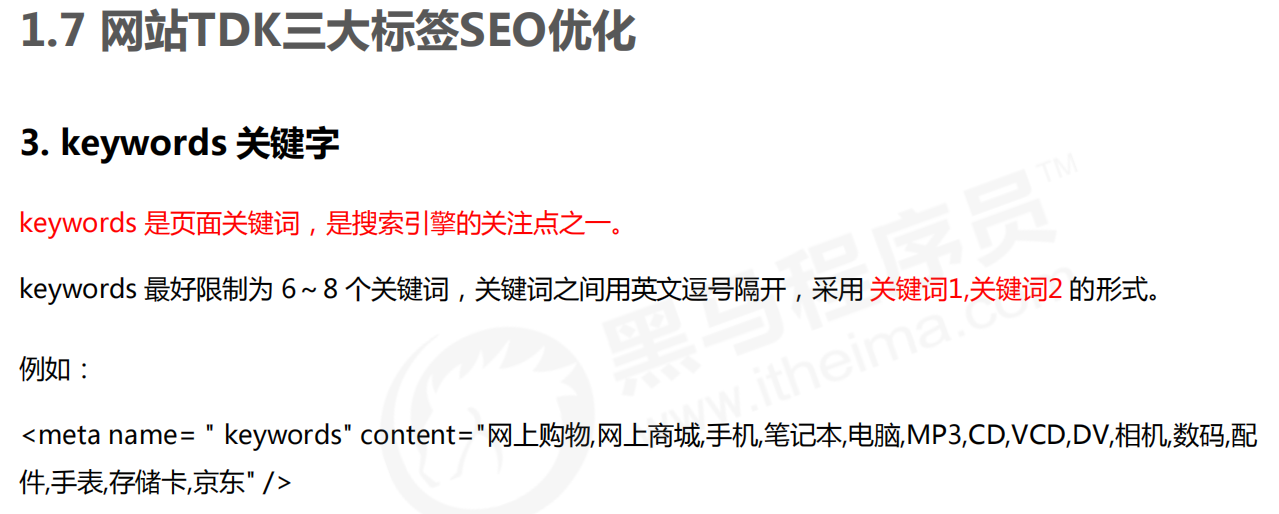 1.7 网站TDK三大标签SEO优化
3. keywords 关键字
keywords 是页面关键词，是搜索引擎的关注点之一。
keywords 最好限制为 6～8 个关键词，关键词之间用英文逗号隔开，采用 关键词1,关键词2 的形式。
例如：
<meta name= " keywords" content="网上购物,网上商城,手机,笔记本,电脑,MP3,CD,VCD,DV,相机,数码,配
件,手表,存储卡,京东" />
黑马程序员™
www.itheima.com